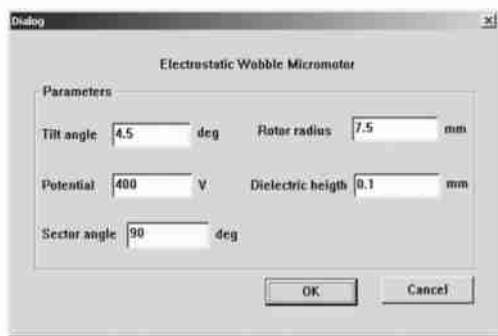 Dialog
Electrostatic Wobble Micromotor
Parameters
Tilt angle 4.5 deg Rotor radius 7.5 mm
Potential 400 V Dielectric heigth 0.1 mm
Sector angle 90 deg
OK Cancel